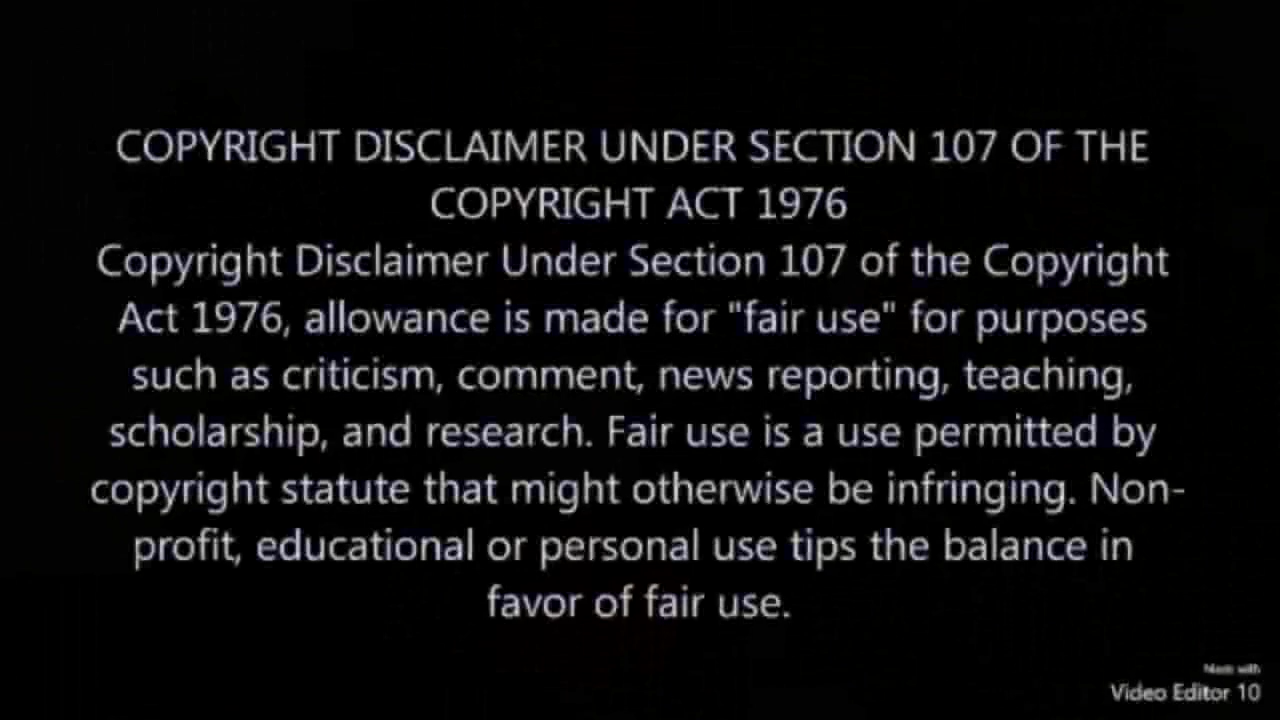 COPYRIGHT DISCLAIMER UNDER SECTION 107 OF THE
COPYRIGHT ACT 1976
Copyright Disclaimer Under Section 107 of the Copyright
Act 1976, allowance is made for "fair use" for purposes
such as criticism, comment, news reporting, teaching,
scholarship, and research. Fair use is a use permitted by
copyright statute that might otherwise be infringing. Non-
profit, educational or personal use tips the balance in
favor of fair use.
with
Video Editor 10